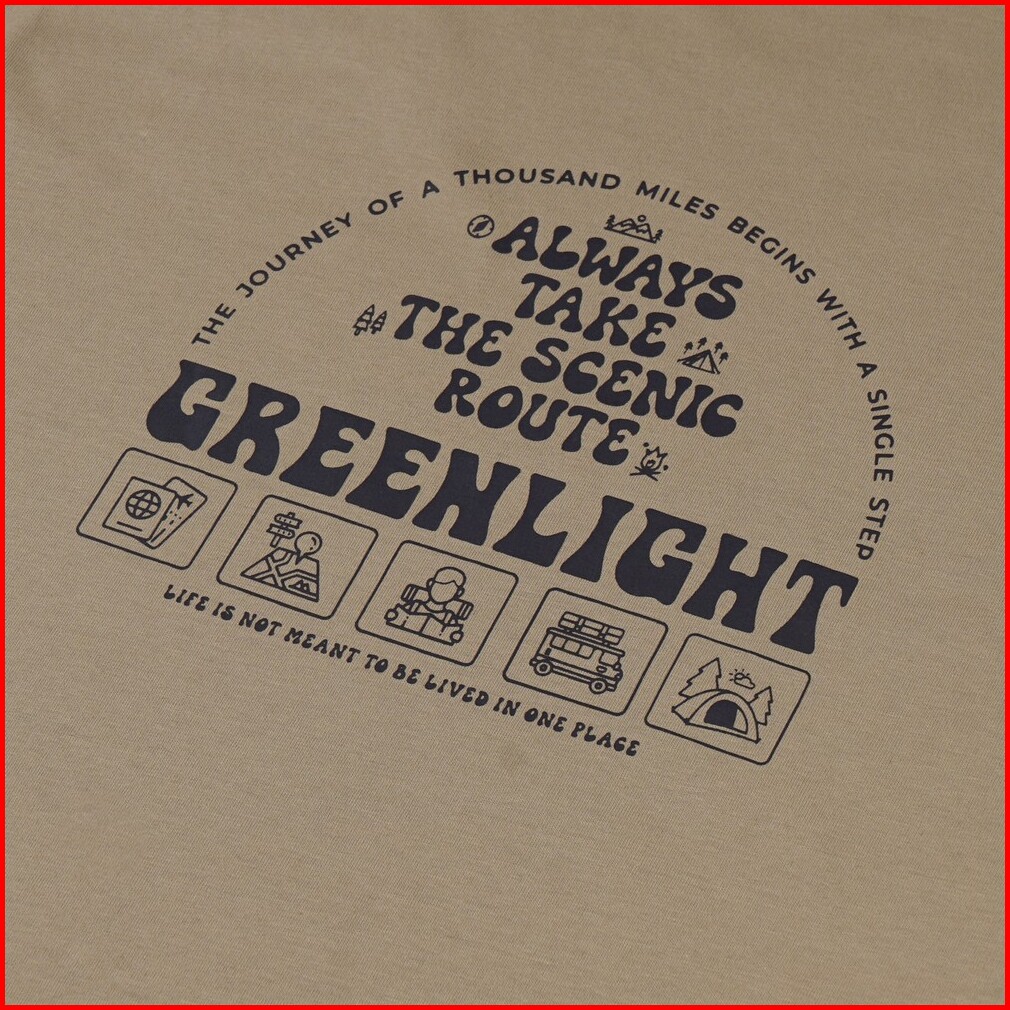 THE JOURNEY OF A THOUSAND MILES BEGINS WITH A SINGLE STEP
ALWAYS
TAKE
THE SCENIC
ROUTE
GREENLIGHT
LIFE IS NOT MEANT TO BE LIVED IN ONE PLACE